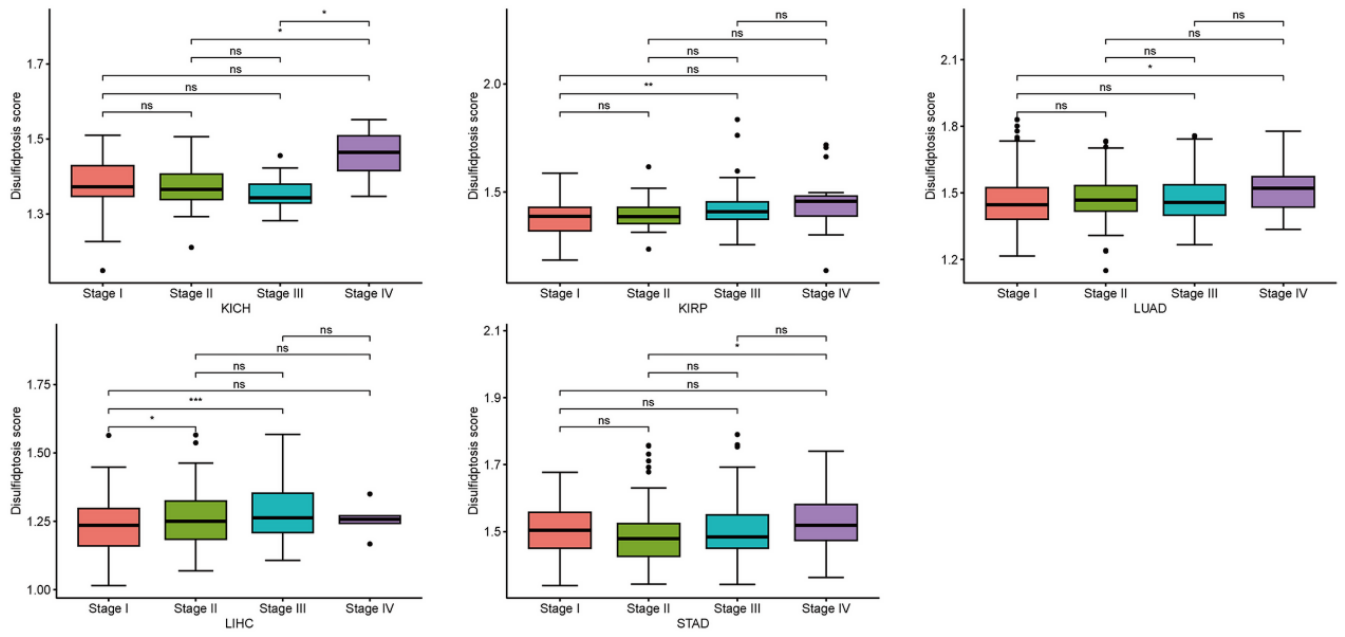 Disulfidptosis score
1.7
1.5
1.3
*
*
ns
ns
ns
ns
Stage I Stage II Stage III Stage IV
KICH
Disulfidptosis score
2.0
1.5
ns
ns
ns
ns
**
ns
Stage I Stage II Stage III Stage IV
KIRP
Disulfidptosis score
2.1
1.8
1.5
1.2
ns
ns
ns
*
ns
ns
Stage I Stage II Stage III Stage IV
LUAD
Disulfidptosis score
1.75
1.50
1.25
1.00
ns
ns
ns
ns
***
*
Stage I Stage II Stage III Stage IV
LIHC
Disulfidptosis score
2.1
1.9
1.7
1.5
ns
*
ns
ns
ns
ns
Stage I Stage II Stage III Stage IV
STAD